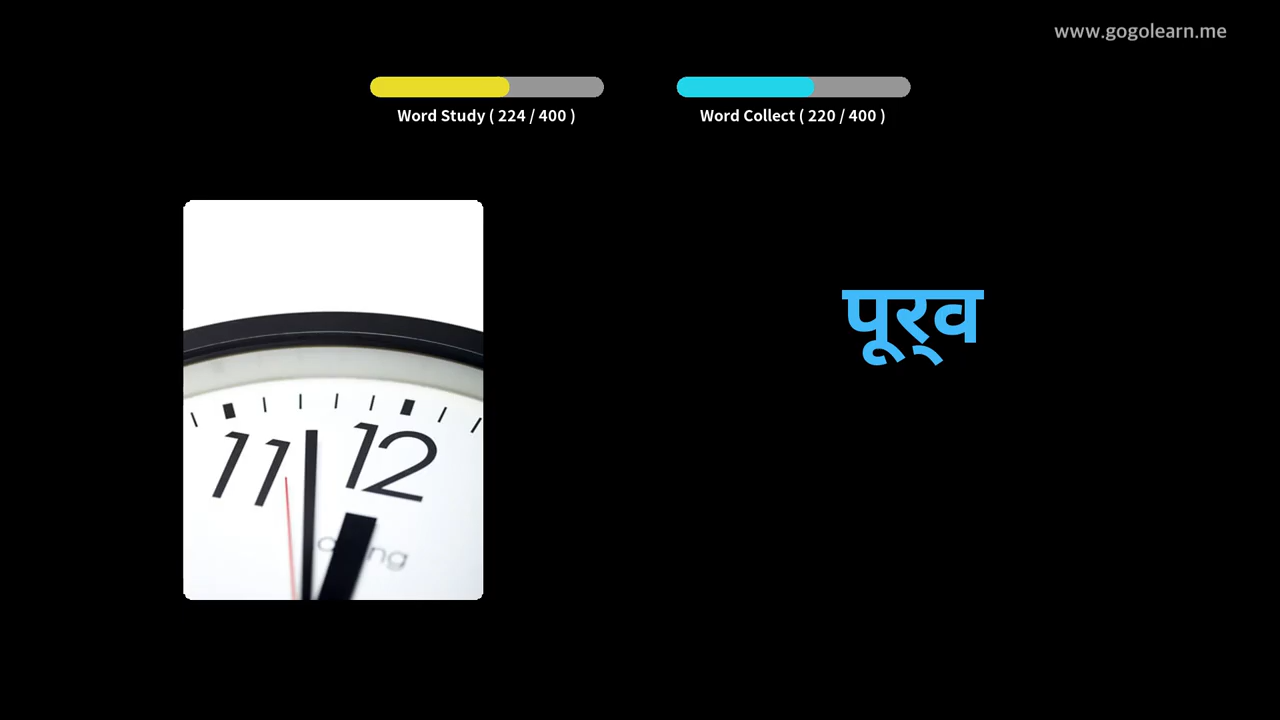 www.gogolearn.me
Word Study ( 224 / 400 )
Word Collect ( 220 / 400 )
पूर्‌व
11
12